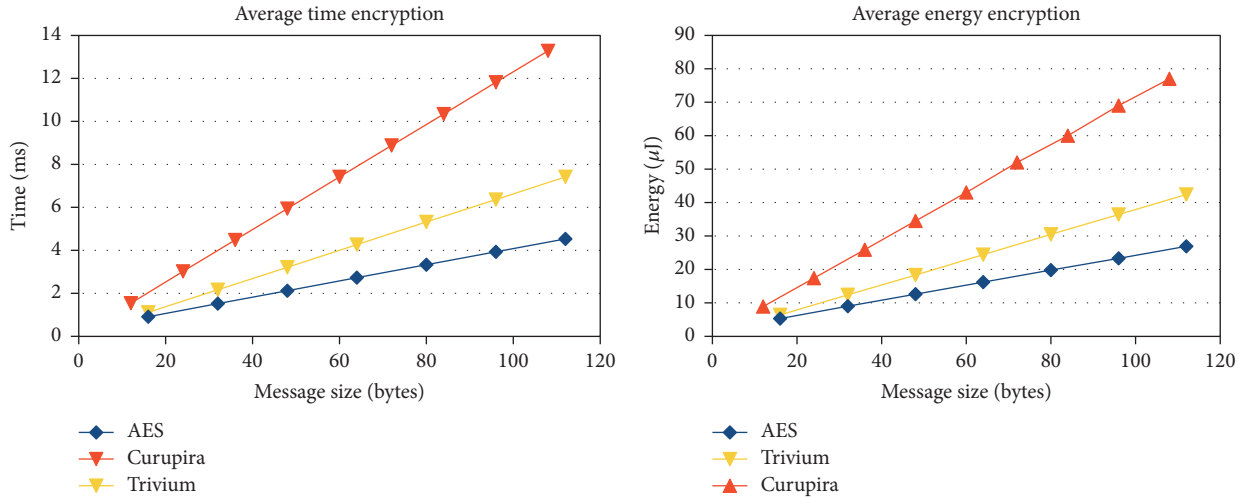 Average time encryption
14
12
10
8
6
4
2
0
Time (ms)
0 20 40 60 80 100 120
Message size (bytes)
AES
Curupira
Trivium
Average energy encryption
90
80
70
60
50
40
30
20
10
0
Energy (μJ)
0 20 40 60 80 100 120
Message size (bytes)
AES
Trivium
Curupira